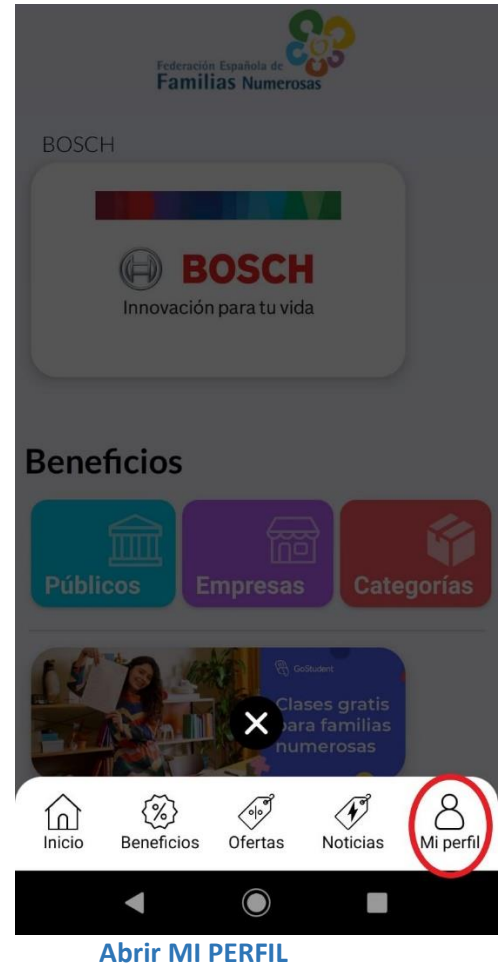 Federación Española de
Familias Numerosas
BOSCH
BOSCH
Innovación para tu vida
Beneficios
Públicos Empresas Categorías
GoStudent
Clases gratis
para familias
numerosas
Inicio Beneficios Ofertas Noticias Mi perfil
Abrir MI PERFIL